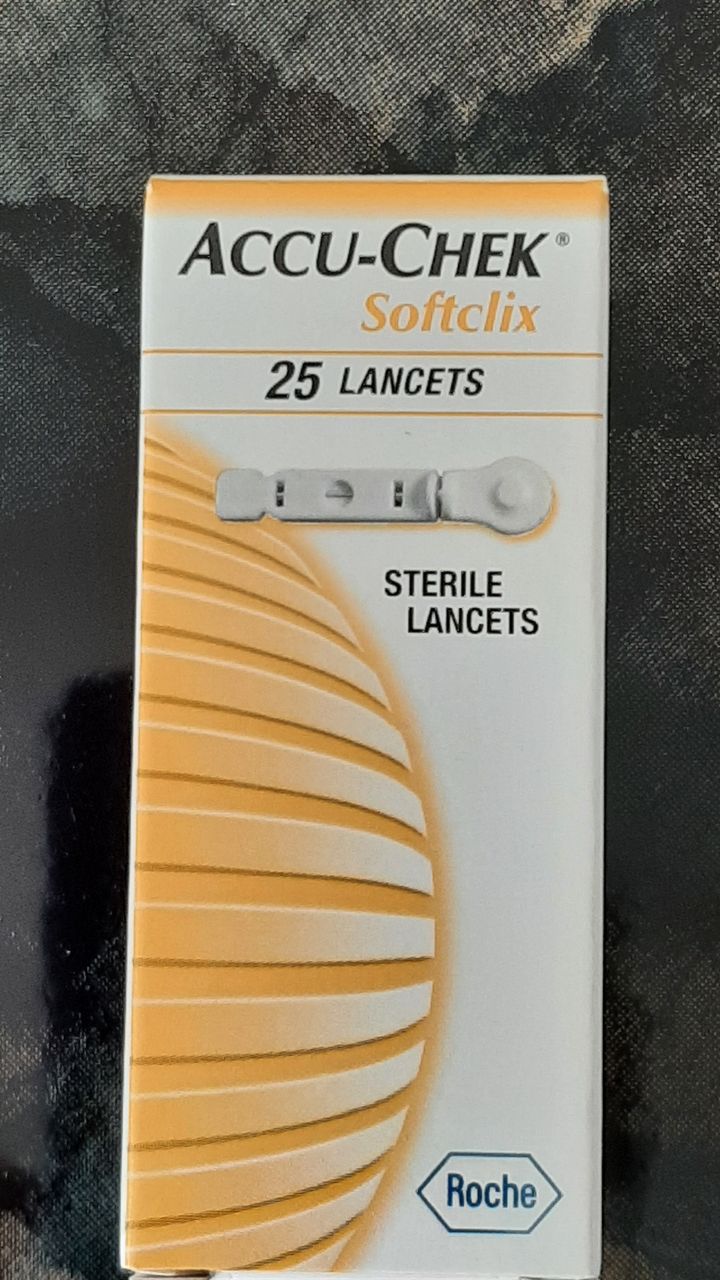 ACCU-CHEK®
Softclix
25 LANCETS
STERILE
LANCETS
Roche